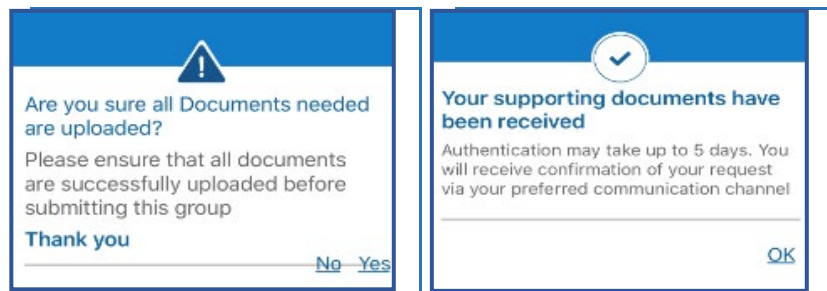 Are you sure all Documents needed
are uploaded?
Please ensure that all documents
are successfully uploaded before
submitting this group
Thank you
No Yes
Your supporting documents have
been received
Authentication may take up to 5 days. You
will receive confirmation of your request
via your preferred communication channel
OK